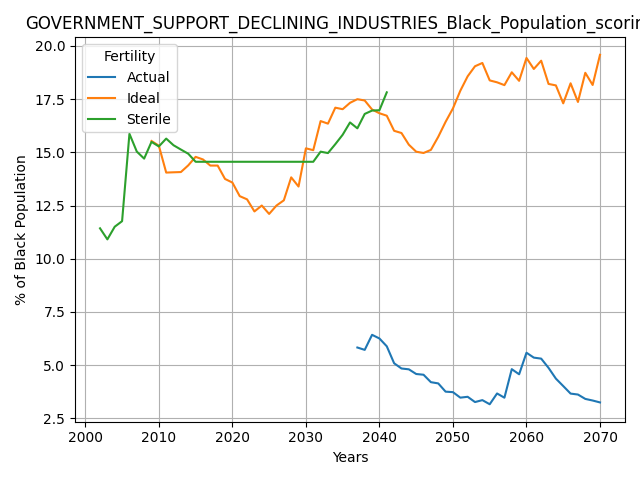 GOVERNMENT_SUPPORT_DECLINING_INDUSTRIES_Black_Population_scorin
Fertility
Actual
Ideal
Sterile
20.0
17.5
15.0
12.5
10.0
7.5
5.0
2.5
% of Black Population
2000 2010 2020 2030 2040 2050 2060 2070
Years